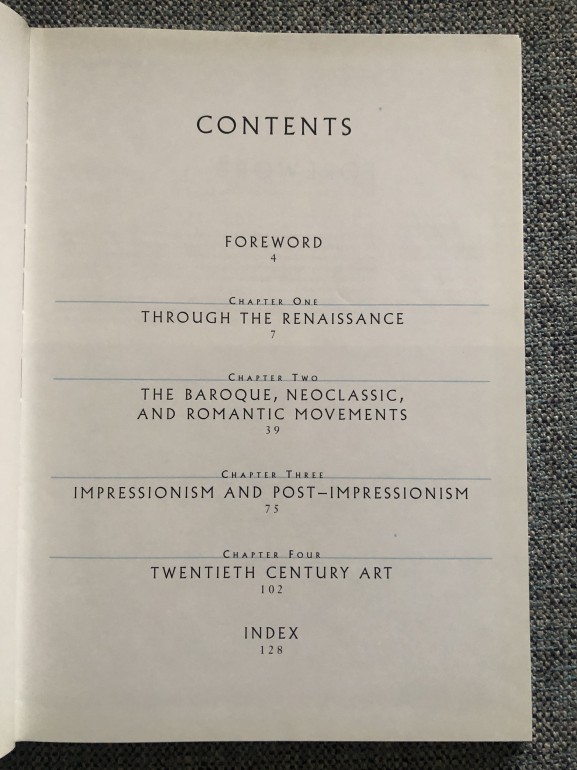 CONTENTS
FOREWORD
4
CHAPTER ONE
THROUGH THE RENAISSANCE
7
CHAPTER TWO
THE BAROQUE, NEOCLASSIC,
AND ROMANTIC MOVEMENTS
39
CHAPTER THREE
IMPRESSIONISM AND POST–IMPRESSIONISM
75
CHAPTER FOUR
TWENTIETH CENTURY ART
102
INDEX
128